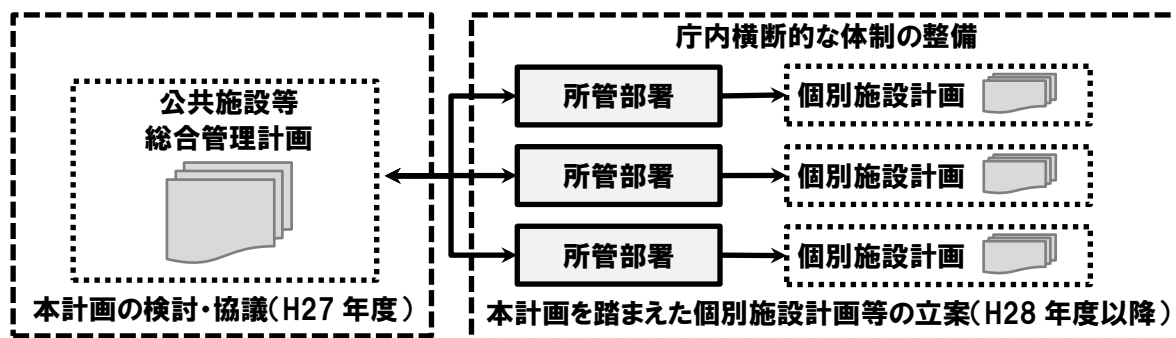 公共施設等
総合管理計画
本計画の検討・協議(H27 年度)
庁内横断的な体制の整備
所管部署
個別施設計画
所管部署
個別施設計画
所管部署
個別施設計画
本計画を踏まえた個別施設計画等の立案(H28 年度以降)